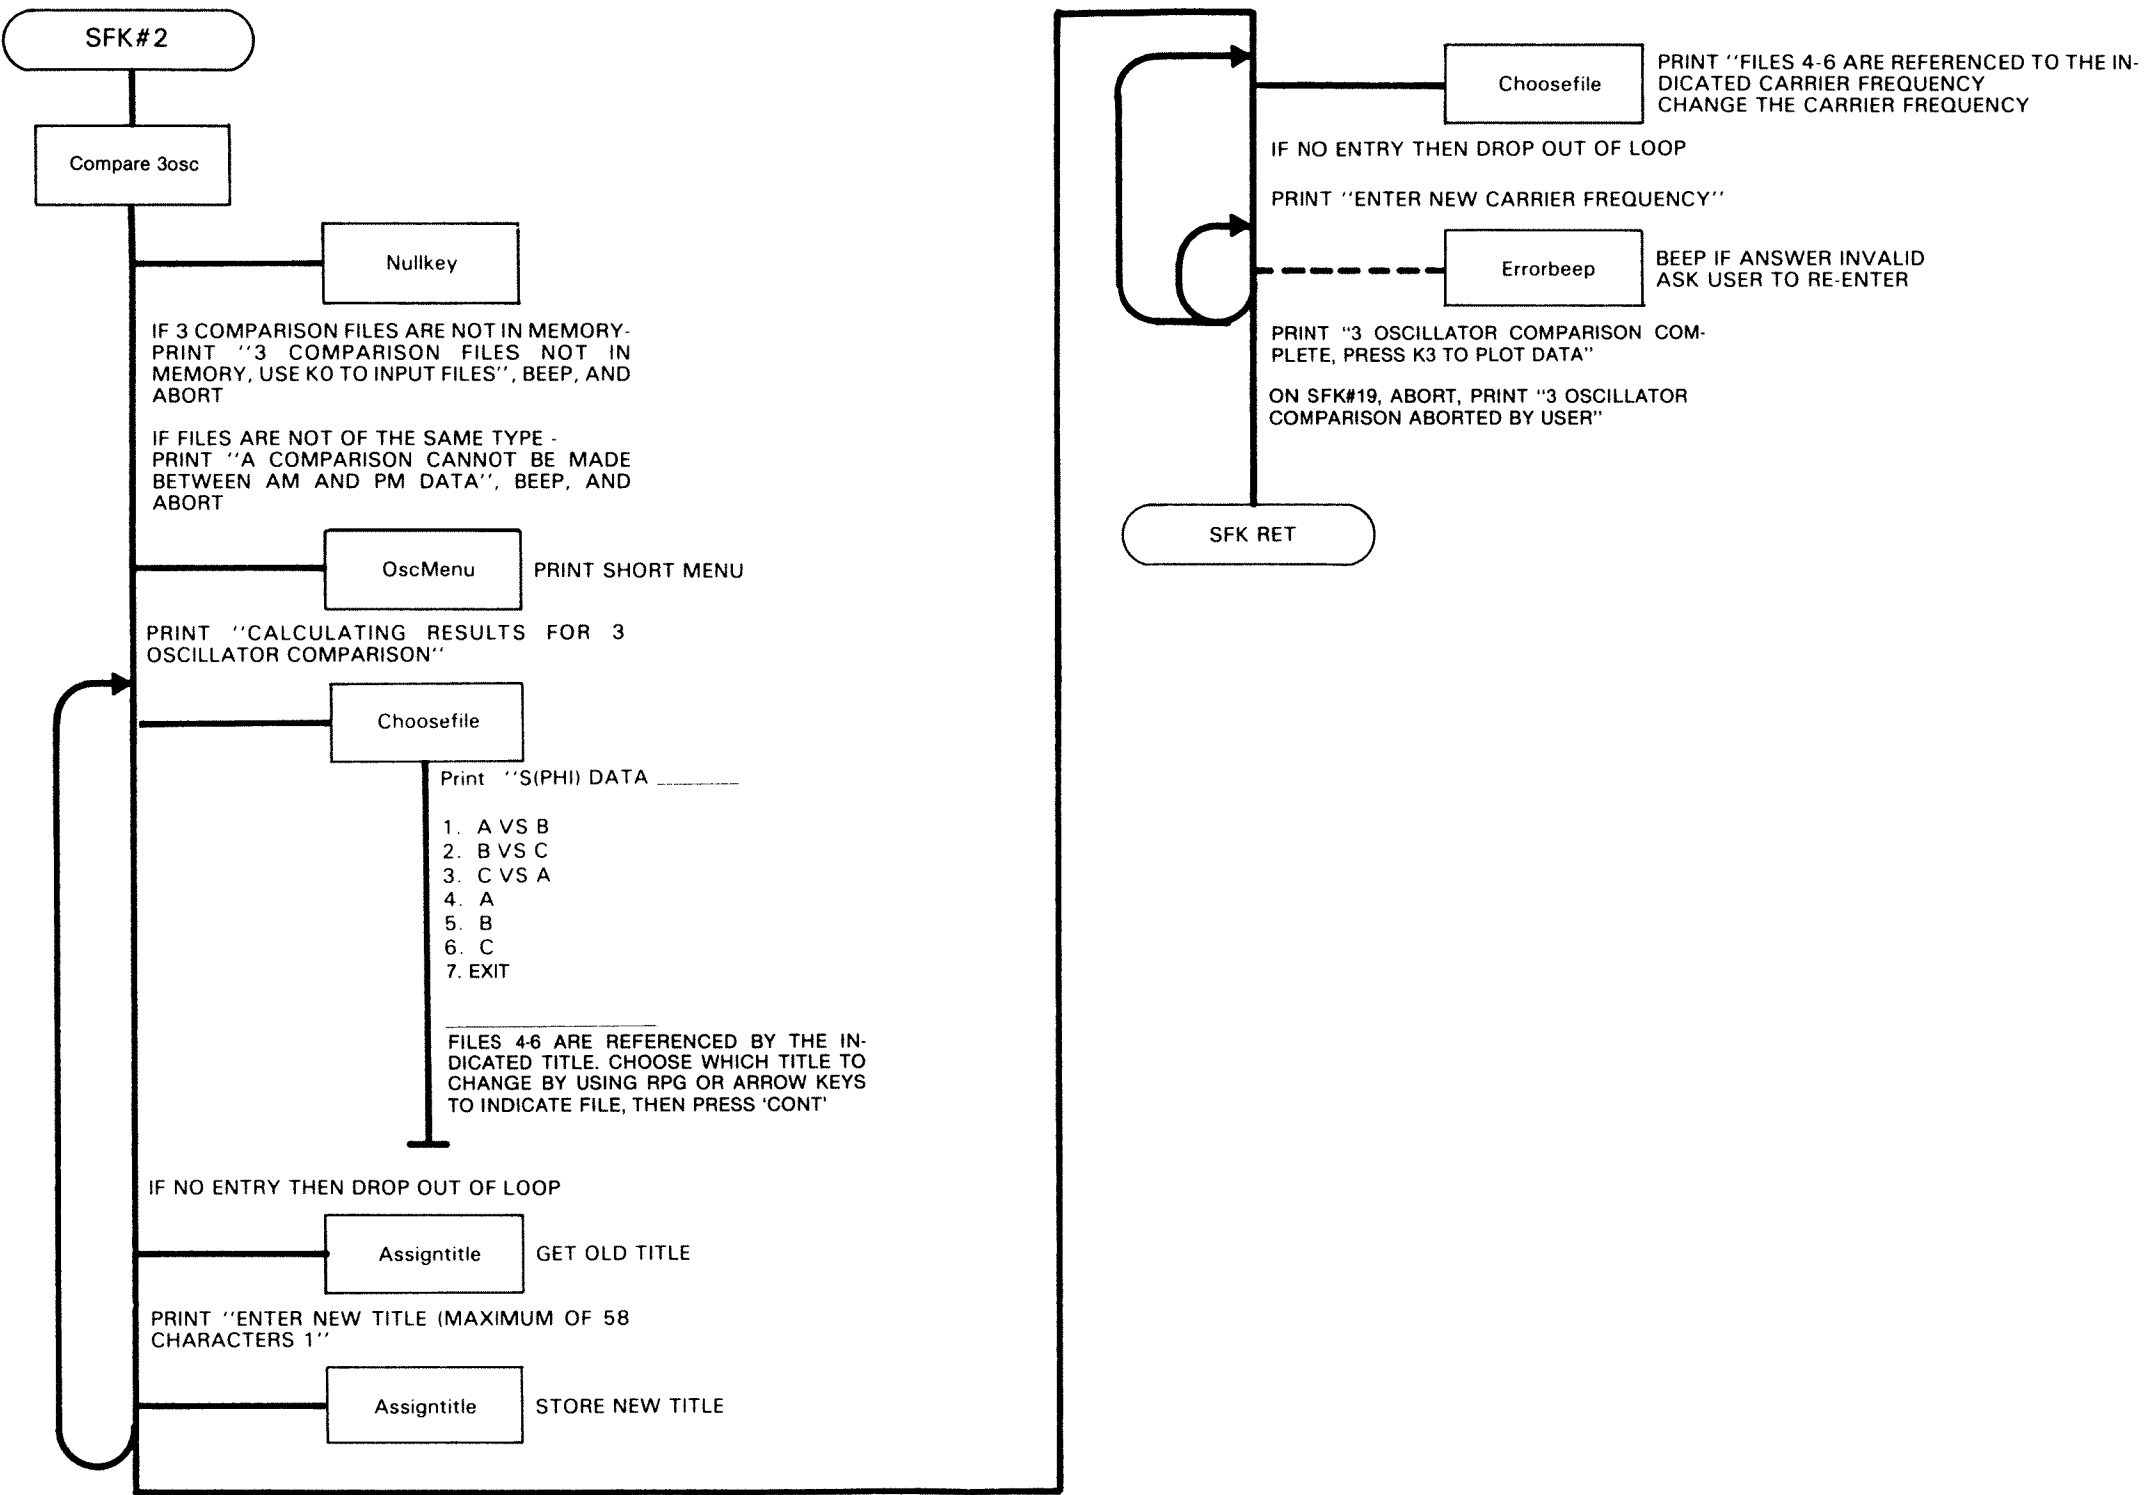 SFK#2
Compare 3osc
Nullkey
IF 3 COMPARISON FILES ARE NOT IN MEMORY-
PRINT ''3 COMPARISON FILES NOT IN
MEMORY, USE K0 TO INPUT FILES'', BEEP, AND
ABORT
IF FILES ARE NOT OF THE SAME TYPE -
PRINT ''A COMPARISON CANNOT BE MADE
BETWEEN AM AND PM DATA'', BEEP, AND
ABORT
OscMenu
PRINT SHORT MENU
PRINT ''CALCULATING RESULTS FOR 3
OSCILLATOR COMPARISON''
Choosefile
Print ''S(PHI) DATA ________
1. A VS B
2. B VS C
3. C VS A
4. A
5. B
6. C
7. EXIT
FILES 4-6 ARE REFERENCED BY THE IN-
DICATED TITLE. CHOOSE WHICH TITLE TO
CHANGE BY USING RPG OR ARROW KEYS
TO INDICATE FILE, THEN PRESS 'CONT'
IF NO ENTRY THEN DROP OUT OF LOOP
Assigntitle
GET OLD TITLE
PRINT ''ENTER NEW TITLE (MAXIMUM OF 58
CHARACTERS 1''
Assigntitle
STORE NEW TITLE
Choosefile
PRINT ''FILES 4-6 ARE REFERENCED TO THE IN-
DICATED CARRIER FREQUENCY
CHANGE THE CARRIER FREQUENCY
IF NO ENTRY THEN DROP OUT OF LOOP
PRINT ''ENTER NEW CARRIER FREQUENCY''
Errorbeep
BEEP IF ANSWER INVALID
ASK USER TO RE-ENTER
PRINT "3 OSCILLATOR COMPARISON COM-
PLETE, PRESS K3 TO PLOT DATA"
ON SFK#19, ABORT, PRINT "3 OSCILLATOR
COMPARISON ABORTED BY USER"
SFK RET